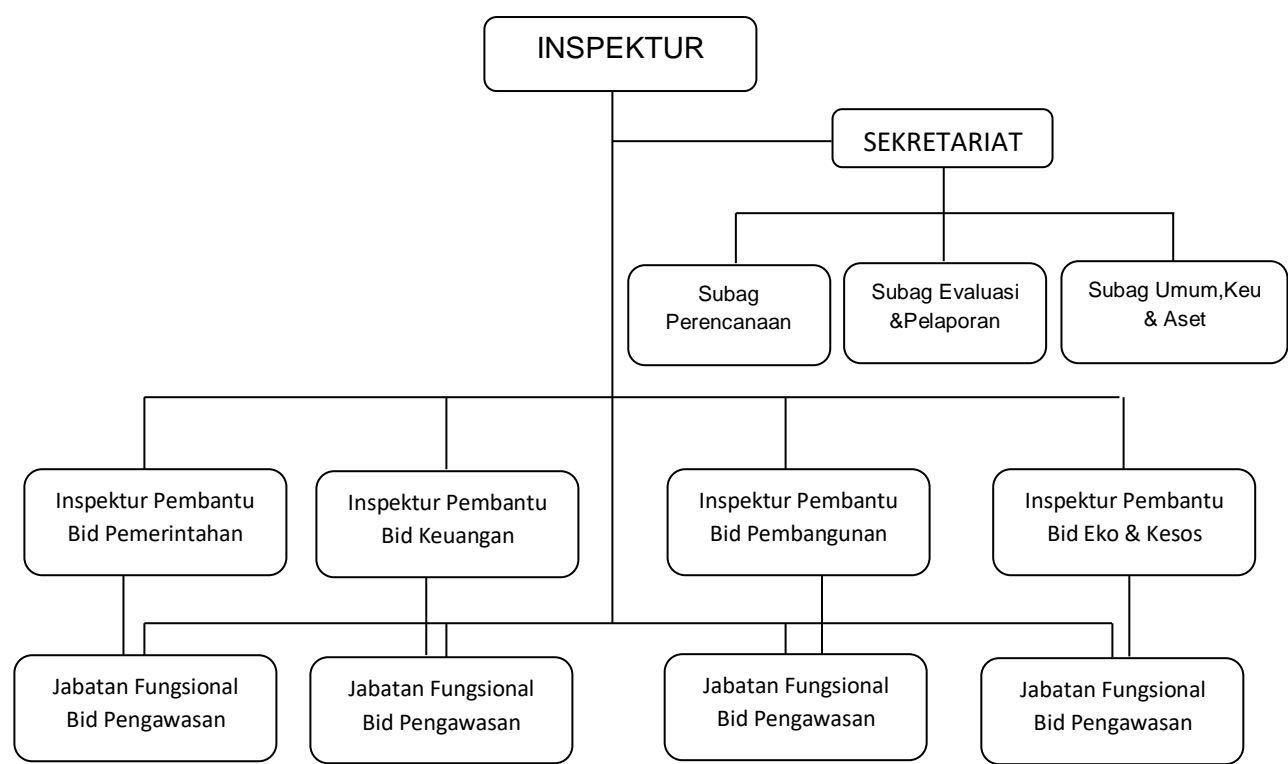 INSPEKTUR
SEKRETARIAT
Subag
Perencanaan
Subag Evaluasi
&Pelaporan
Subag Umum,Keu
& Aset
Inspektur Pembantu
Bid Pemerintahan
Inspektur Pembantu
Bid Keuangan
Inspektur Pembantu
Bid Pembangunan
Inspektur Pembantu
Bid Eko & Kesos
Jabatan Fungsional
Bid Pengawasan
Jabatan Fungsional
Bid Pengawasan
Jabatan Fungsional
Bid Pengawasan
Jabatan Fungsional
Bid Pengawasan